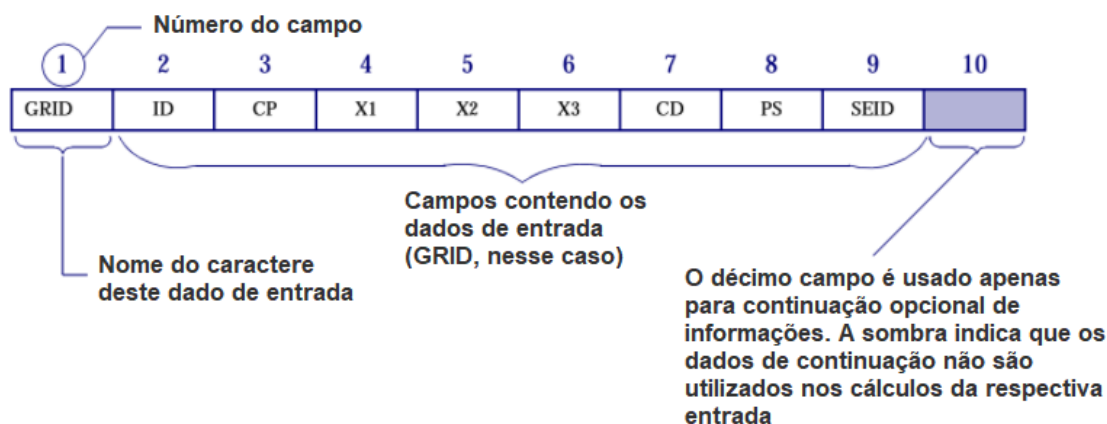 Número do campo
1 2 3 4 5 6 7 8 9 10
GRID ID CP X1 X2 X3 CD PS SEID
Campos contendo os
dados de entrada
(GRID, nesse caso)
Nome do caractere
deste dado de entrada
O décimo campo é usado apenas
para continuação opcional de
informações. A sombra indica que os
dados de continuação não são
utilizados nos cálculos da respectiva
entrada